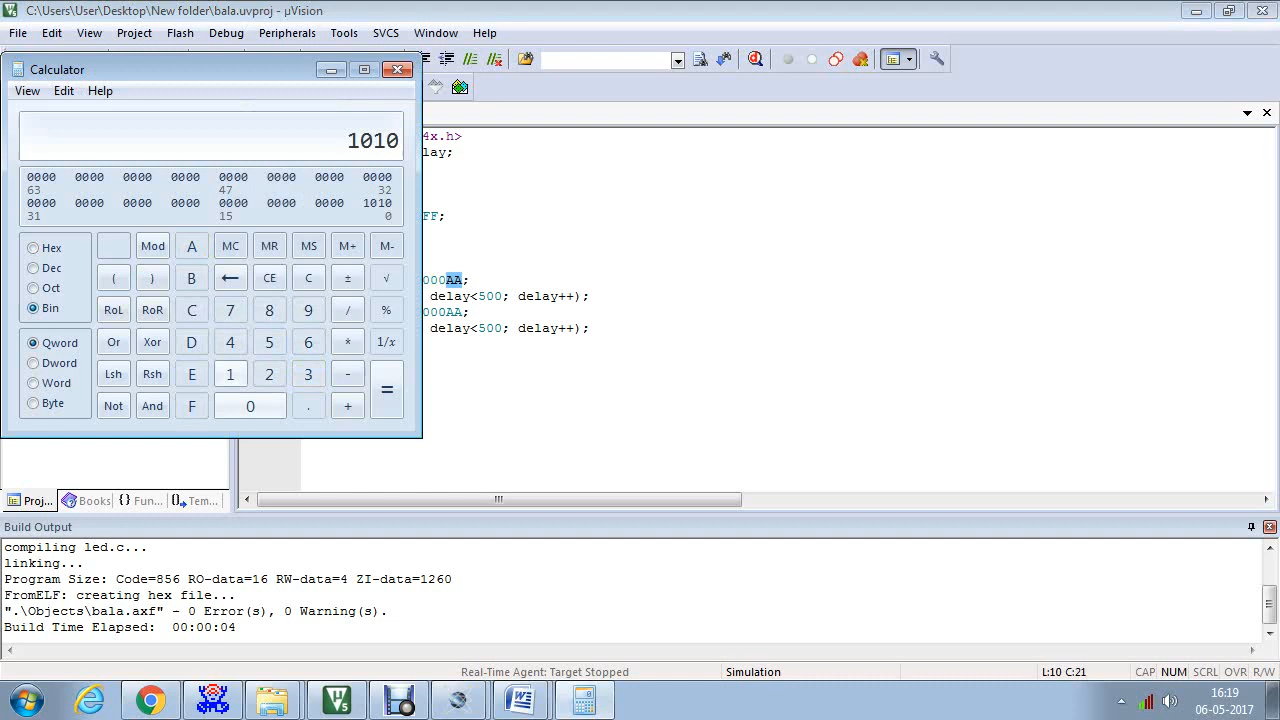 C:\Users\User\Desktop\New folder\bala.uvproj - µVision
File Edit View Project Flash Debug Peripherals Tools SVCS Window Help
Calculator
View Edit Help
1010
0000 0000 0000 0000 0000 0000 0000 0000
63 47 32
0000 0000 0000 0000 0000 0000 0000 1010
31 15 0
Hex Mod A MC MR MS M+ M-
Dec ( ) B ← CE C ± √
Oct
Bin RoL RoR C 7 8 9 / %
Qword Or Xor D 4 5 6 * 1/x
Dword
Word Lsh Rsh E 1 2 3 - =
Byte Not And F 0 . +
4x.h>
lay;
FF;
000AA;
delay<500; delay++);
000AA;
delay<500; delay++);
Proj... Books {} Fun... Tem...
Build Output
compiling led.c...
linking...
Program Size: Code=856 RO-data=16 RW-data=4 ZI-data=1260
FromELF: creating hex file...
".\Objects\bala.axf" - 0 Error(s), 0 Warning(s).
Build Time Elapsed:  00:00:04
Real-Time Agent: Target Stopped Simulation L:10 C:21 CAP NUM SCRL OVR R/W
16:19
06-05-2017